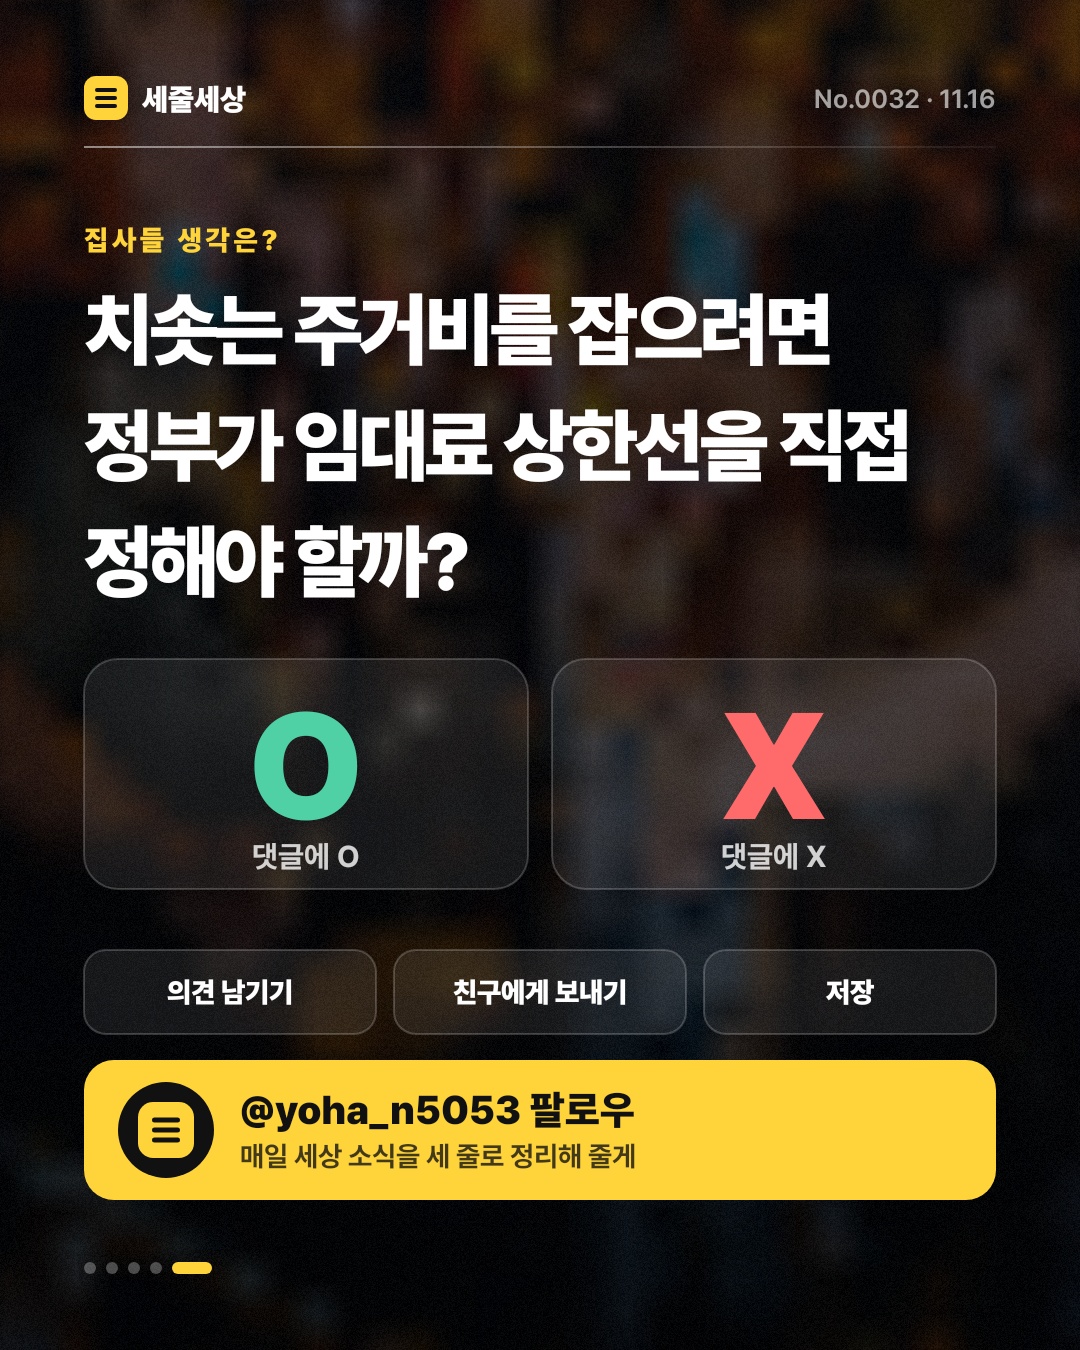 세줄세상
No.0032 · 11.16
집사들 생각은?
치솟는 주거비를 잡으려면
정부가 임대료 상한선을 직접
정해야 할까?
O
X
댓글에 O
댓글에 X
의견 남기기
친구에게 보내기
저장
@yoha_n5053 팔로우
매일 세상 소식을 세 줄로 정리해 줄게